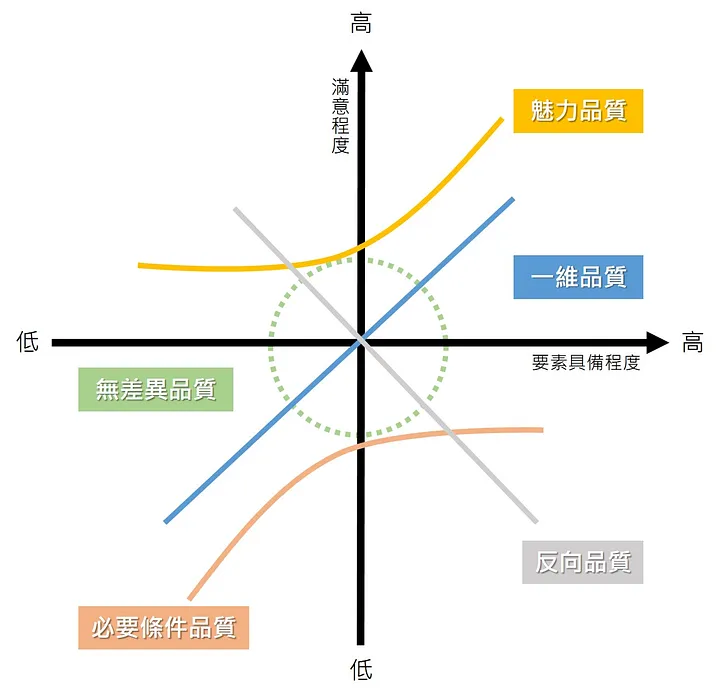 高
滿意程度
魅力品質
一維品質
低
高
要素具備程度
無差異品質
反向品質
必要條件品質
低